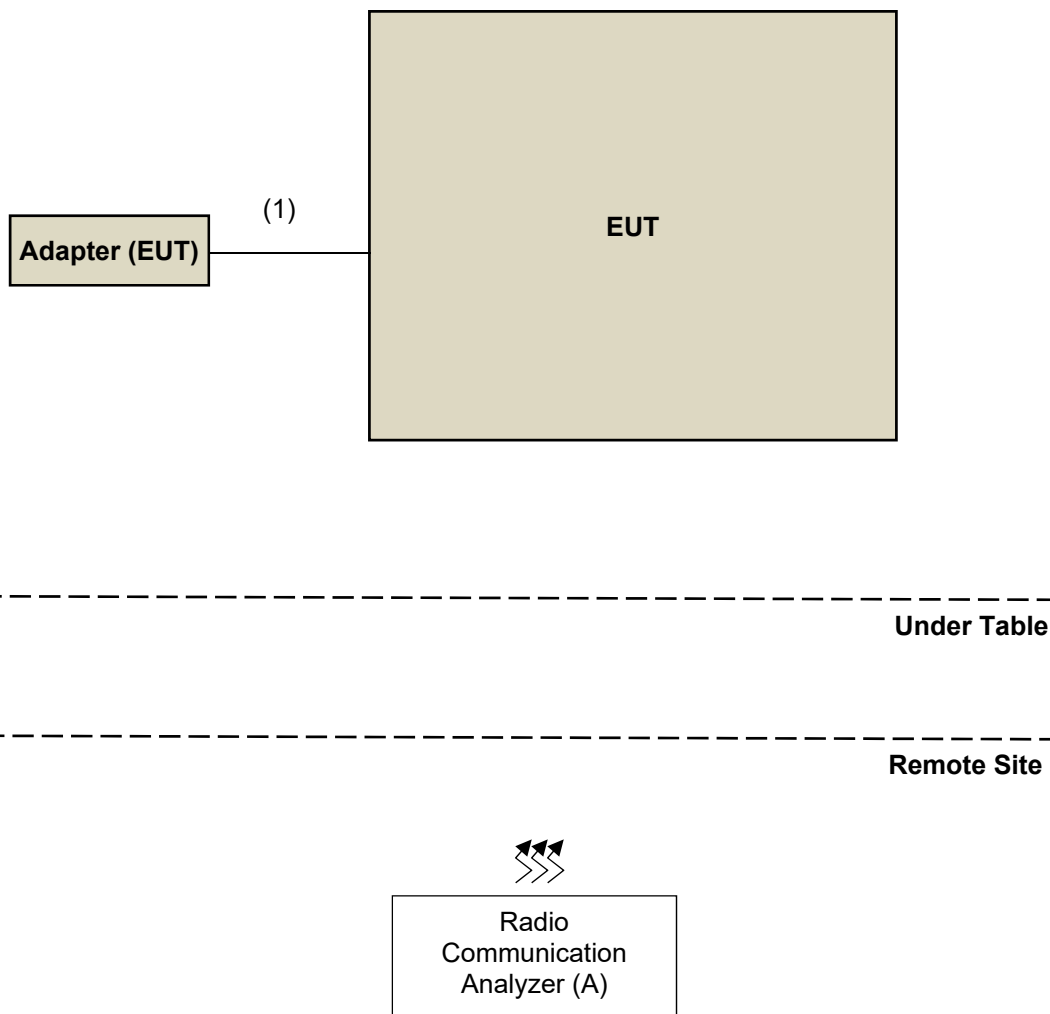 (1)
Adapter (EUT)
EUT
Under Table
Remote Site
Radio
Communication
Analyzer (A)